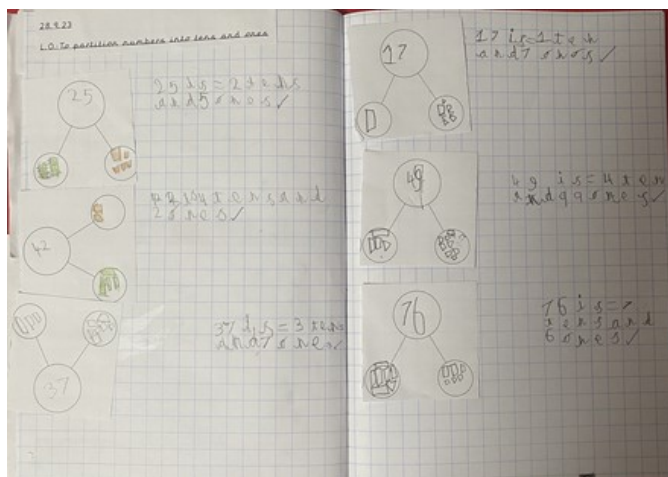 28.9.23
L.O: To partition numbers into tens and ones
25
25 is = 2 tens
and 5 ones ✓
42
42 is 4 tens and
2 ones ✓
37
37 is = 3 tens
and 7 ones ✓
17
17 is = 1 ten
and 7 ones ✓
49
49 is = 4 ten
and 9 9 ones ✓
76
76 is = 7
tens and
6 ones ✓